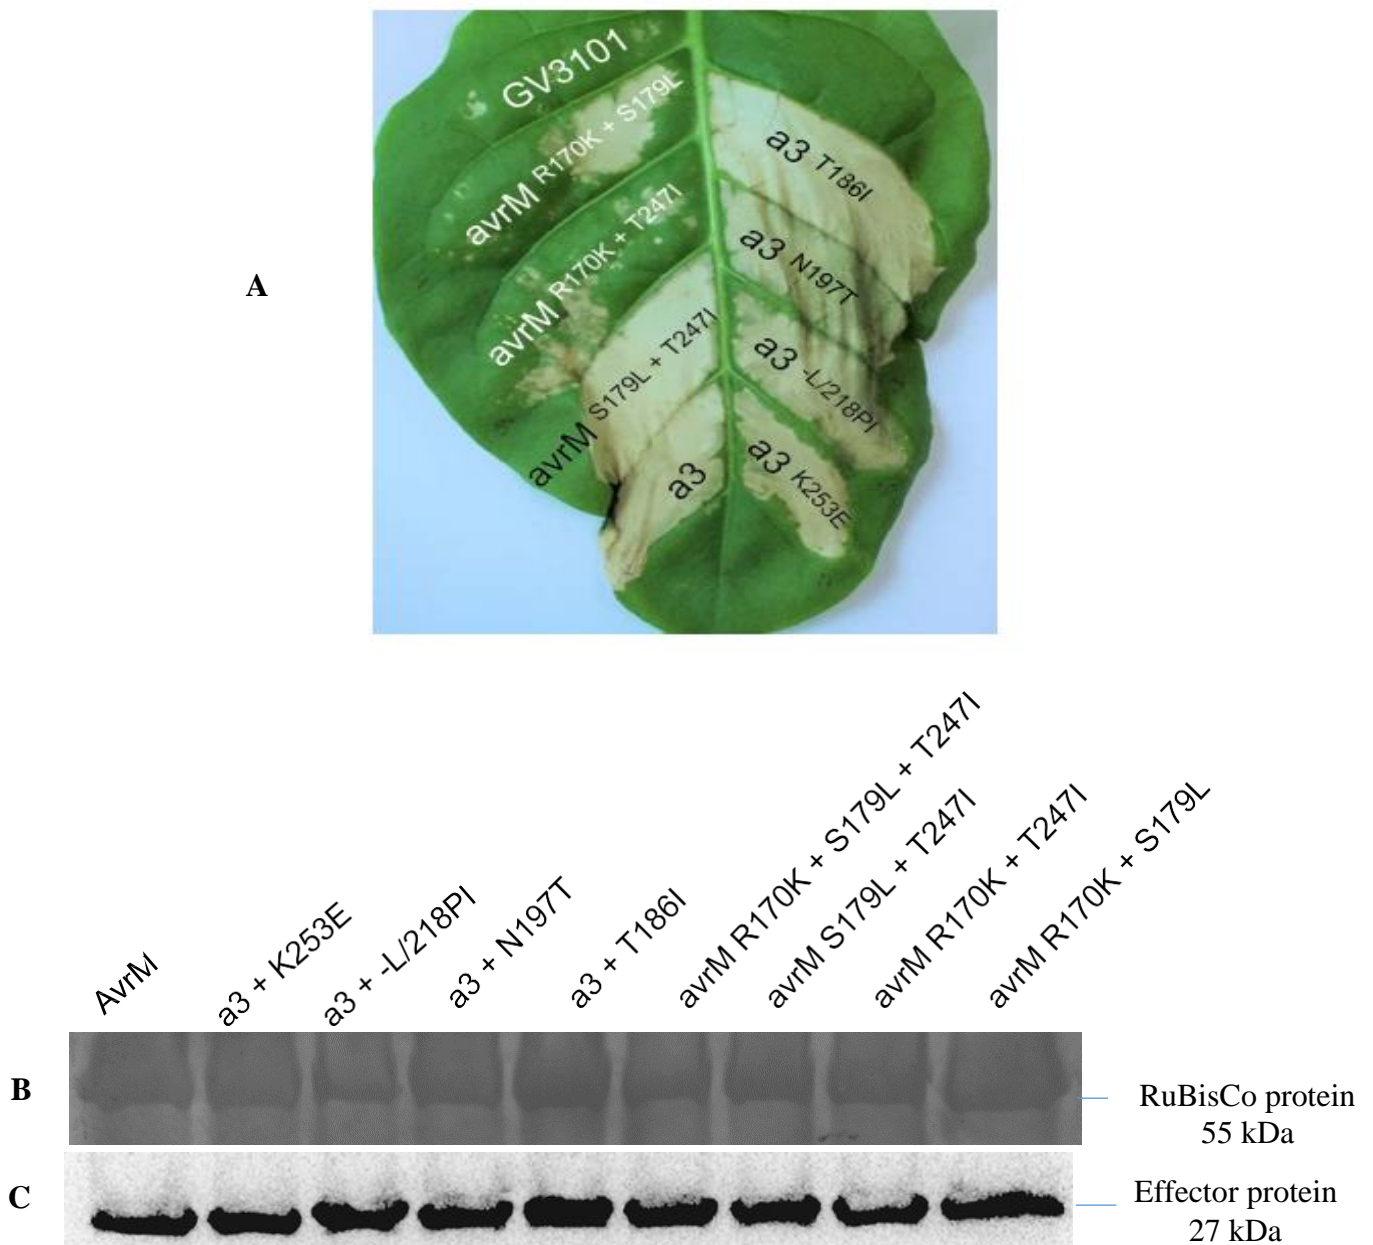 A
GV3101
avrM R170K + S179L
avrM R170K + T247I
avrM S179L + T247I
a3
a3 T186I
a3 N197T
a3 -L/218PI
a3 K253E
AvrM
a3 + K253E
a3 + -L/218PI
a3 + N197T
a3 + T186I
avrM R170K + S179L + T247I
avrM S179L + T247I
avrM R170K + T247I
avrM R170K + S179L
B
RuBisCo protein
55 kDa
C
Effector protein
27 kDa